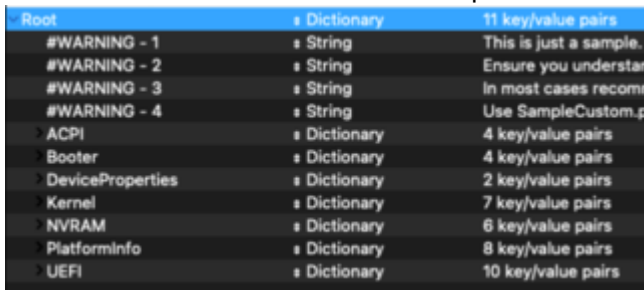 Root Dictionary 11 key/value pairs
#WARNING - 1 String This is just a sample.
#WARNING - 2 String Ensure you understan
#WARNING - 3 String In most cases recomm
#WARNING - 4 String Use SampleCustom.p
ACPI Dictionary 4 key/value pairs
Booter Dictionary 4 key/value pairs
DeviceProperties Dictionary 2 key/value pairs
Kernel Dictionary 7 key/value pairs
NVRAM Dictionary 6 key/value pairs
PlatformInfo Dictionary 8 key/value pairs
UEFI Dictionary 10 key/value pairs